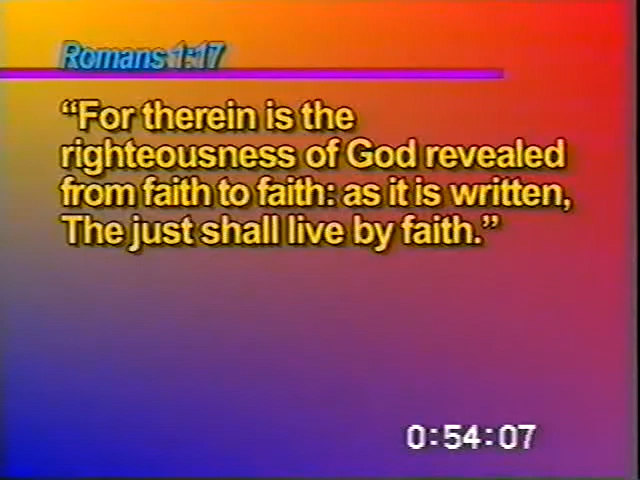 Romans 1:17
“For therein is the
righteousness of God revealed
from faith to faith: as it is written,
The just shall live by faith.”
0:54:07